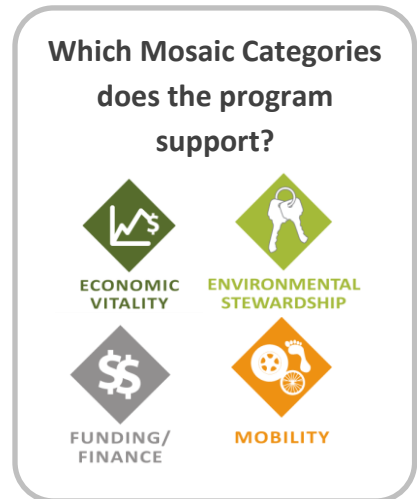 Which Mosaic Categories
does the program
support?
$
ECONOMIC
VITALITY
ENVIRONMENTAL
STEWARDSHIP
$$
FUNDING/
FINANCE
MOBILITY